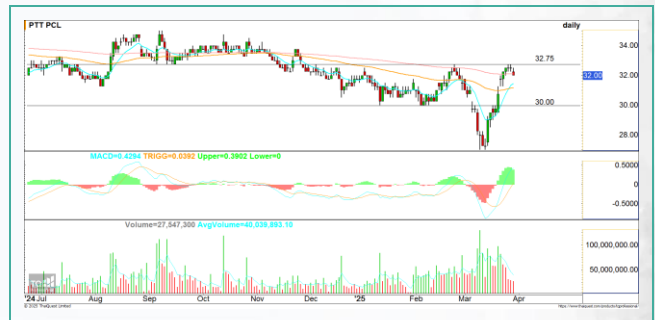 PTT PCL daily
34.00
32.75
32.00
30.00
30.00
28.00
MACD=0.4294 TRIGG=0.0392 Upper=0.3902 Lower=0
0.5000
0
-0.5000
Volume=27,547,300 AvgVolume=40,009,893.10
100,000,000.00
50,000,000.00
'24 Jul Aug Sep Oct Nov Dec '25 Feb Mar Apr